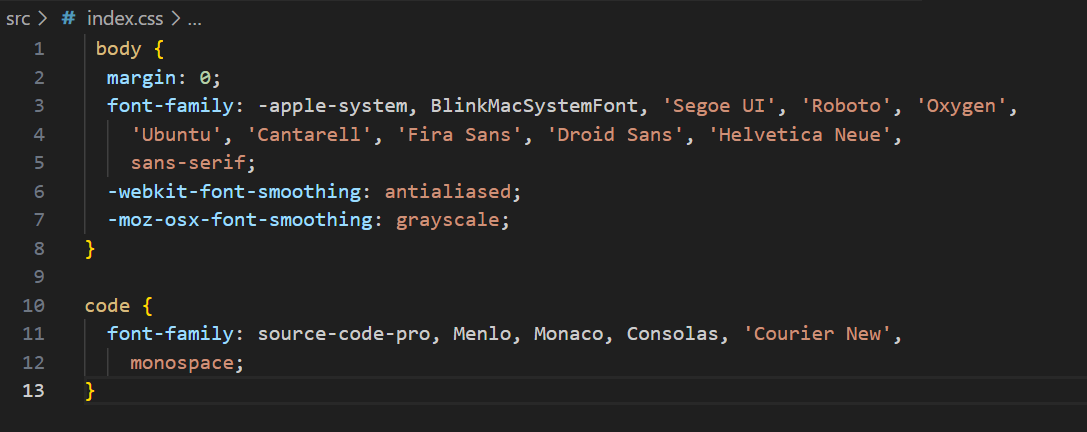 src > # index.css > ...
1 body {
2 margin: 0;
3 font-family: -apple-system, BlinkMacSystemFont, 'Segoe UI', 'Roboto', 'Oxygen',
4 'Ubuntu', 'Cantarell', 'Fira Sans', 'Droid Sans', 'Helvetica Neue',
5 sans-serif;
6 -webkit-font-smoothing: antialiased;
7 -moz-osx-font-smoothing: grayscale;
8 }
9
10 code {
11 font-family: source-code-pro, Menlo, Monaco, Consolas, 'Courier New',
12 monospace;
13 }